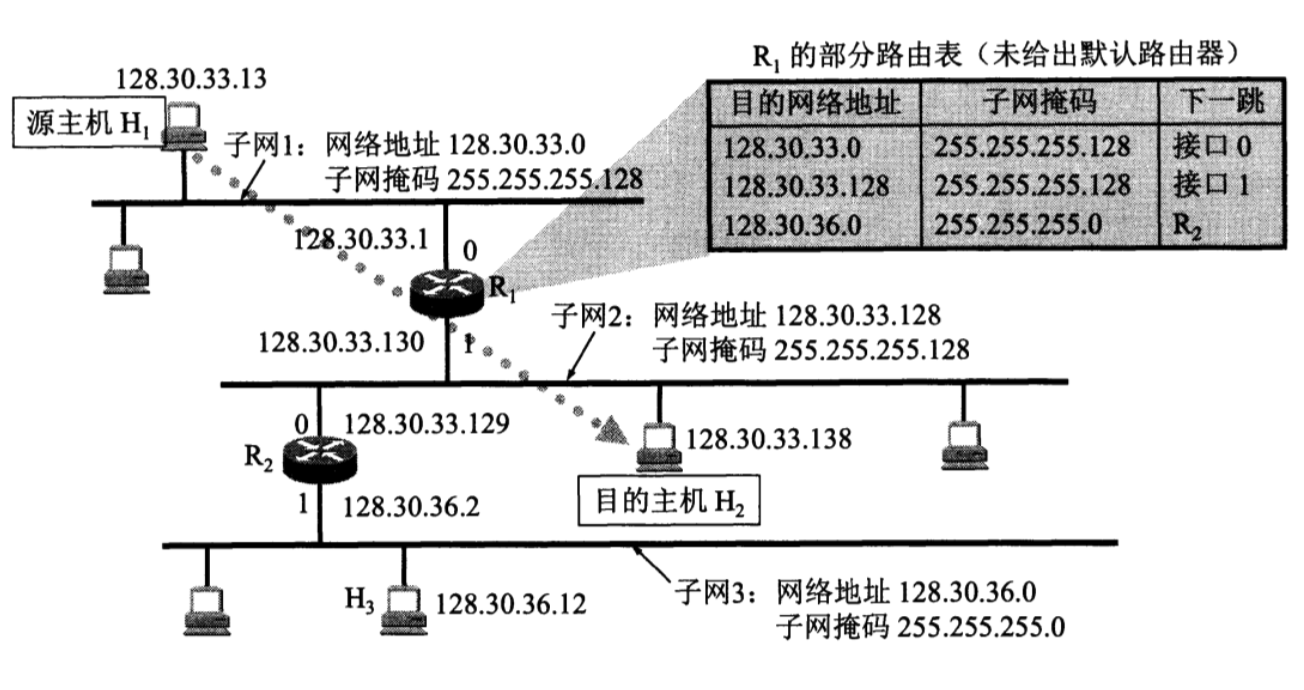 R₁ 的部分路由表（未给出默认路由器）
目的网络地址 子网掩码 下一跳
128.30.33.0 255.255.255.128 接口 0
128.30.33.128 255.255.255.128 接口 1
128.30.36.0 255.255.255.0 R₂
128.30.33.13
源主机 H₁
子网1：网络地址 128.30.33.0
子网掩码 255.255.255.128
128.30.33.1
0
R₁
128.30.33.130
1
子网2：网络地址 128.30.33.128
子网掩码 255.255.255.128
0
128.30.33.129
R₂
128.30.33.138
目的主机 H₂
1
128.30.36.2
H₃
128.30.36.12
子网3：网络地址 128.30.36.0
子网掩码 255.255.255.0